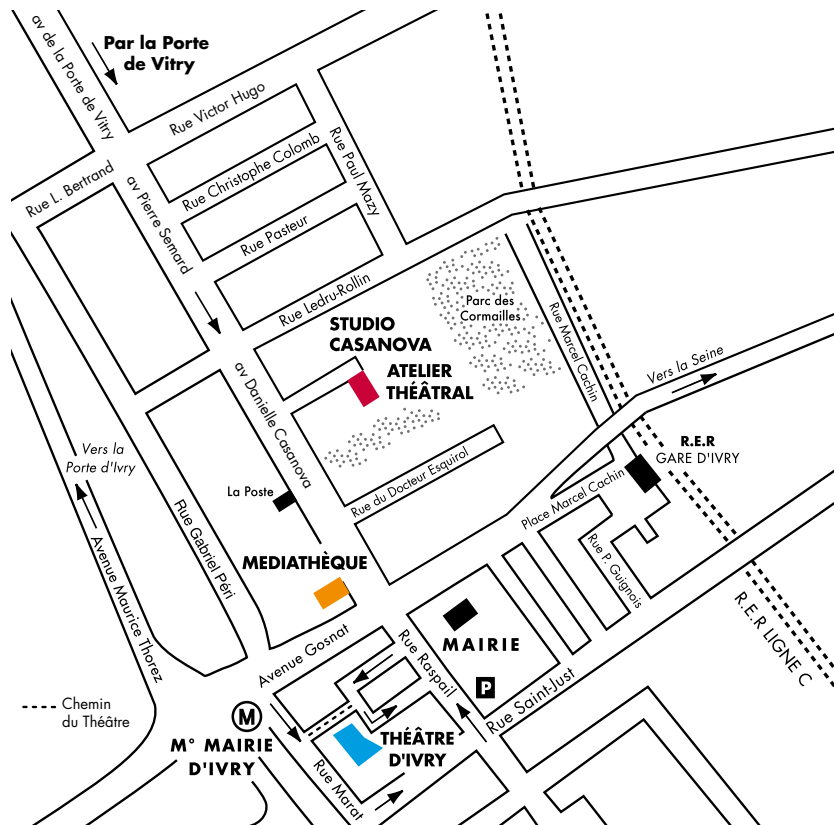 av de la Porte de Vitry
Par la Porte
de Vitry
Rue Victor Hugo
Rue Christophe Colomb
Rue Paul Mazy
Rue L. Bertrand
av Pierre Semard
Rue Pasteur
Rue Ledru-Rollin
Parc des
Cormailles
Rue Marcel Cachin
STUDIO
CASANOVA
ATELIER
THÉÂTRAL
Vers la Seine
av Danielle Casanova
Vers la
Porte d'Ivry
R.E.R
GARE D'IVRY
La Poste
Rue du Docteur Esquirol
Place Marcel Cachin
Rue Gabriel Péri
Avenue Maurice Thorez
Rue P. Guignois
MEDIATHÈQUE
R.E.R LIGNE C
MAIRIE
Avenue Gosnat
Rue Raspail
P
Rue Saint-Just
Chemin
du Théâtre
M
M° MAIRIE
D'IVRY
THÉÂTRE
D'IVRY
Rue Marat